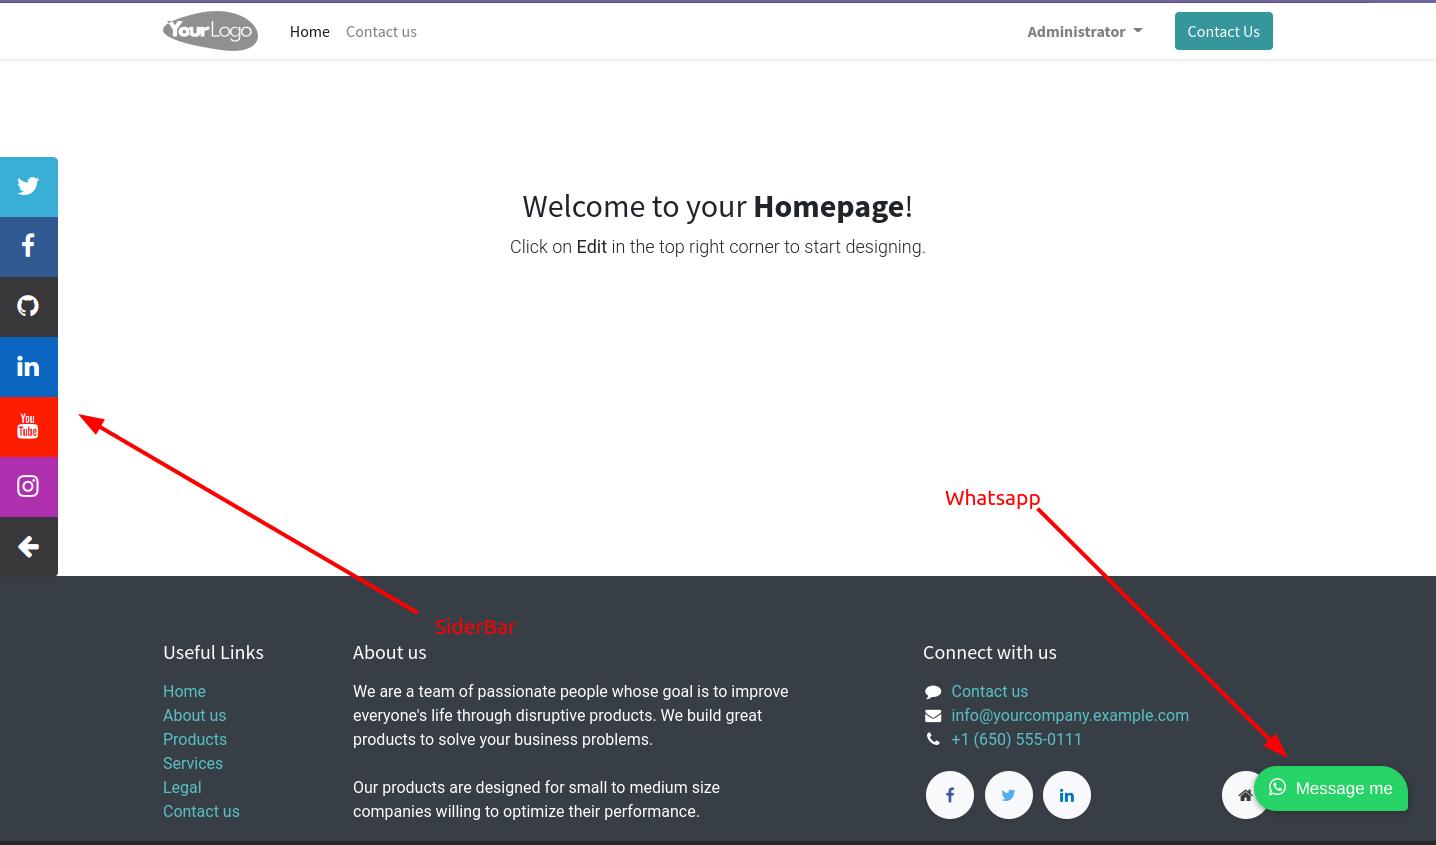 YourLogo
Home
Contact us
Administrator
Contact Us
Welcome to your Homepage!
Click on Edit in the top right corner to start designing.
You
Tube
Whatsapp
SiderBar
Useful Links
Home
About us
Products
Services
Legal
Contact us
About us
We are a team of passionate people whose goal is to improve
everyone's life through disruptive products. We build great
products to solve your business problems.
Our products are designed for small to medium size
companies willing to optimize their performance.
Connect with us
Contact us
info@yourcompany.example.com
+1 (650) 555-0111
Message me